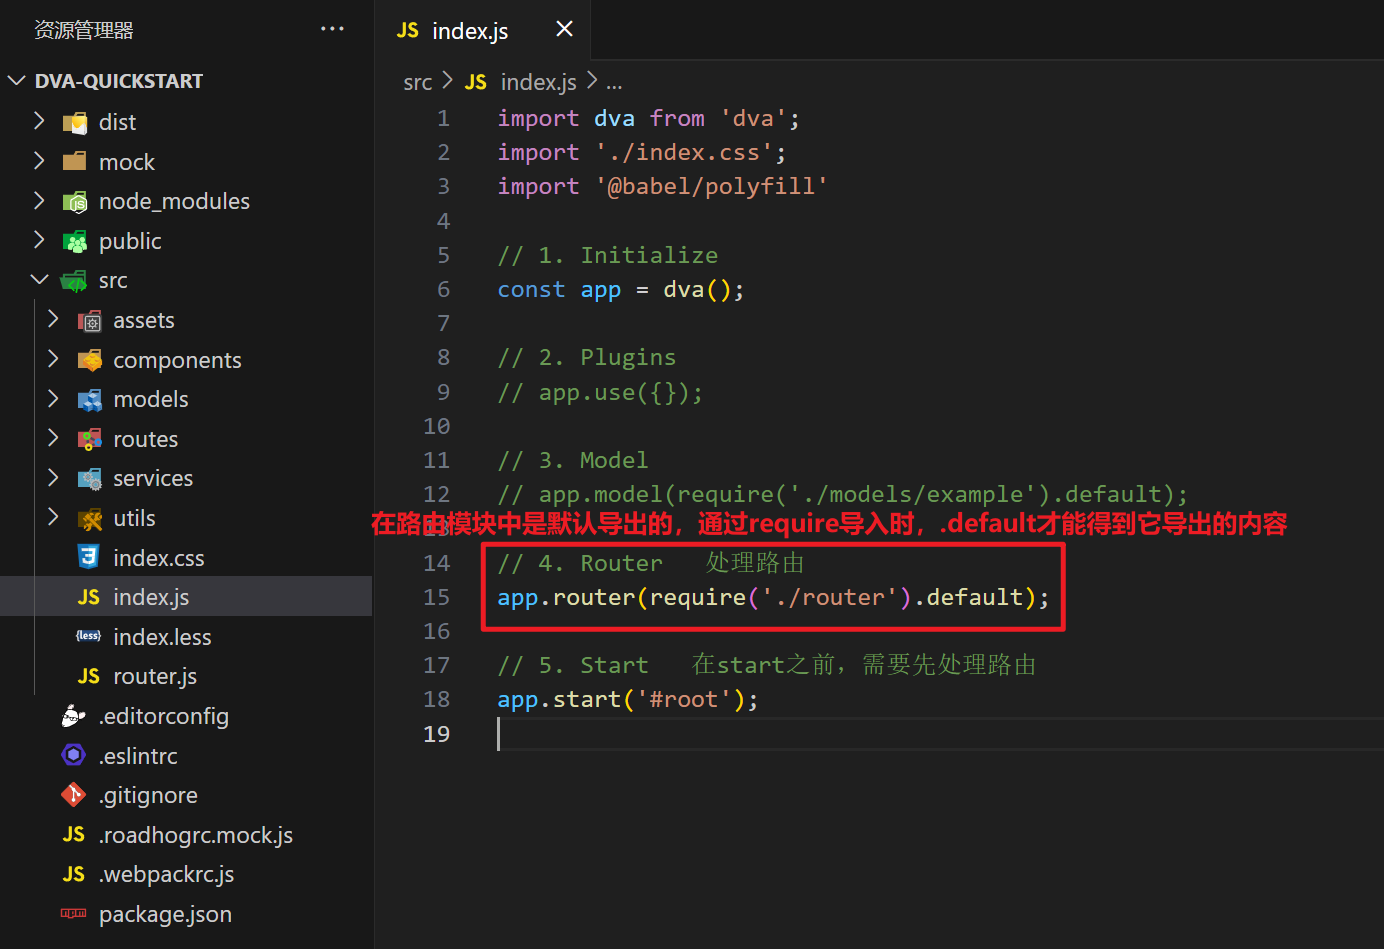 资源管理器
DVA-QUICKSTART
dist
mock
node_modules
public
src
assets
components
models
routes
services
utils
index.css
JS index.js
{less} index.less
JS router.js
.editorconfig
.eslintrc
.gitignore
JS .roadhogrc.mock.js
JS .webpackrc.js
npm package.json
JS index.js
src > JS index.js > ...
1 import dva from 'dva';
2 import './index.css';
3 import '@babel/polyfill'
4
5 // 1. Initialize
6 const app = dva();
7
8 // 2. Plugins
9 // app.use({});
10
11 // 3. Model
12 // app.model(require('./models/example').default);
13
在路由模块中是默认导出的，通过require导入时，.default才能得到它导出的内容
14 // 4. Router 处理路由
15 app.router(require('./router').default);
16
17 // 5. Start 在start之前，需要先处理路由
18 app.start('#root');
19